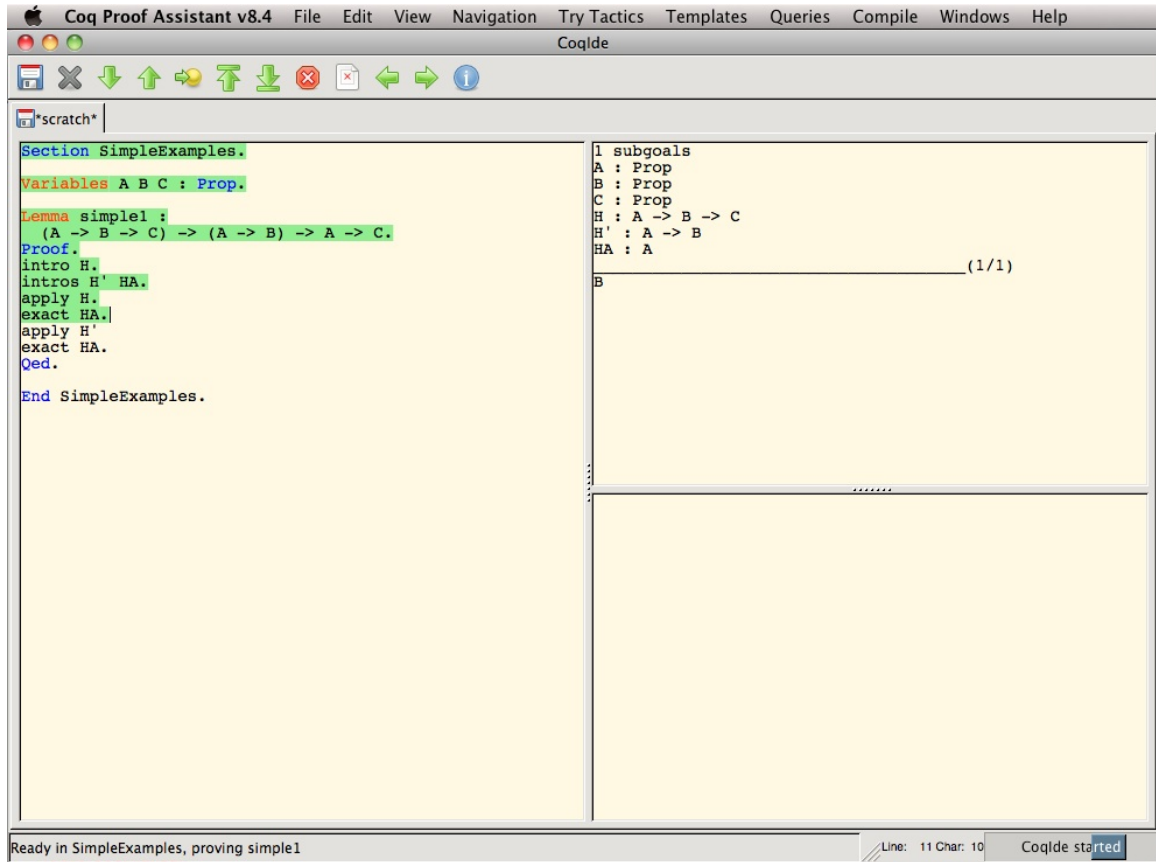 Coq Proof Assistant v8.4 File Edit View Navigation Try Tactics Templates Queries Compile Windows Help
CoqIde
*scratch*
Section SimpleExamples.
Variables A B C : Prop.
Lemma simple1 :
(A -> B -> C) -> (A -> B) -> A -> C.
Proof.
intro H.
intros H' HA.
apply H.
exact HA.
apply H'
exact HA.
Qed.
End SimpleExamples.
1 subgoals
A : Prop
B : Prop
C : Prop
H : A -> B -> C
H' : A -> B
HA : A
______________________________________(1/1)
B
Ready in SimpleExamples, proving simple1
Line: 11 Char: 10
CoqIde started